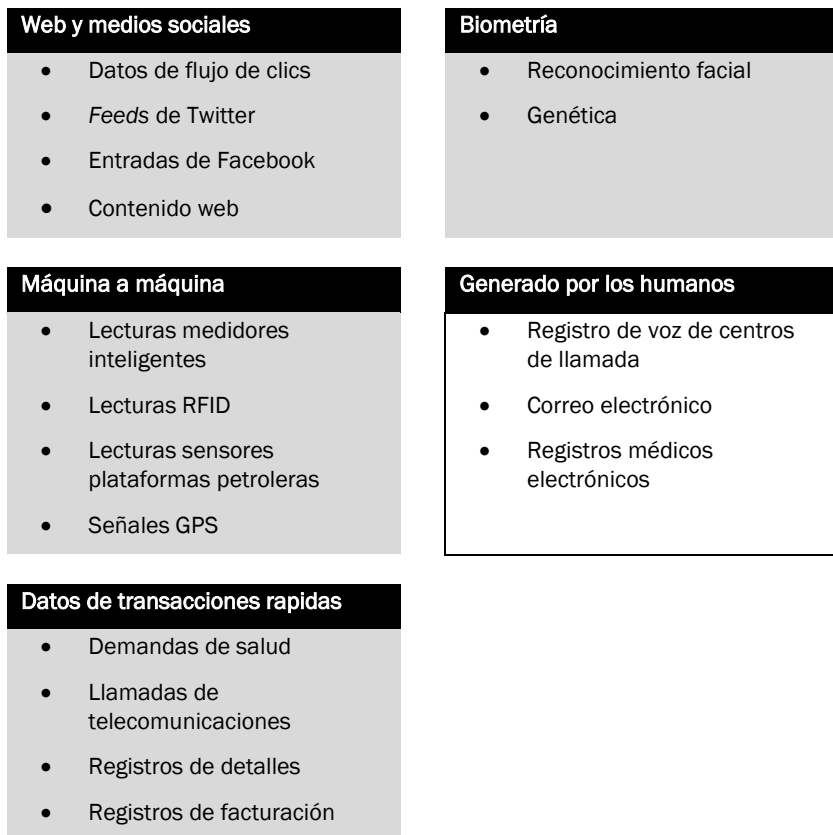 Web y medios sociales
• Datos de flujo de clics
• Feeds de Twitter
• Entradas de Facebook
• Contenido web
Biometría
• Reconocimiento facial
• Genética
Máquina a máquina
• Lecturas medidores
inteligentes
• Lecturas RFID
• Lecturas sensores
plataformas petroleras
• Señales GPS
Generado por los humanos
• Registro de voz de centros
de llamada
• Correo electrónico
• Registros médicos
electrónicos
Datos de transacciones rapidas
• Demandas de salud
• Llamadas de
telecomunicaciones
• Registros de detalles
• Registros de facturación